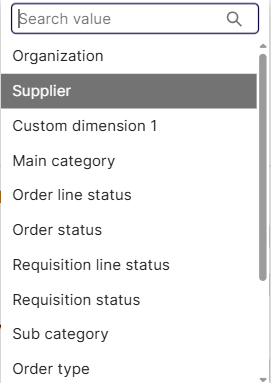 Search value
Organization
Supplier
Custom dimension 1
Main category
Order line status
Order status
Requisition line status
Requisition status
Sub category
Order type